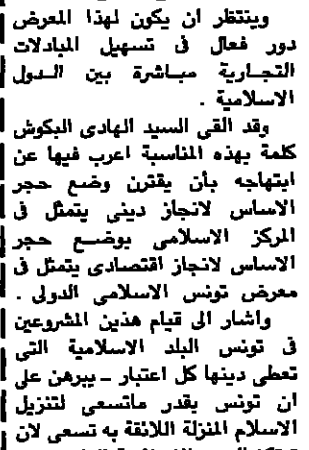 وينتظر ان يكون لهذا المعرض
دور فعال فى تسهيل المبادلات
التجارية مباشرة بين الدول
الاسلامية .
وقد القى السيد الهادى البكوش
كلمة بهذه المناسبة اعرب فيها عن
ابتهاجه بأن يقترن وضع حجر
الاساس لانجاز ديني يتمثل فى
المركز الاسلامى بوضع حجر
الاساس لانجاز اقتصادى يتمثل فى
معرض تونس الاسلامى الدولى .
واشار الى قيام هذين المشروعين
فى تونس البلد الاسلامية التى
تعطى دينها كل اعتبار ــ يبرهن على
ان تونس بقدر ماتسعى لتنزيل
الاسلام المنزلة اللائقة به تسعى لان